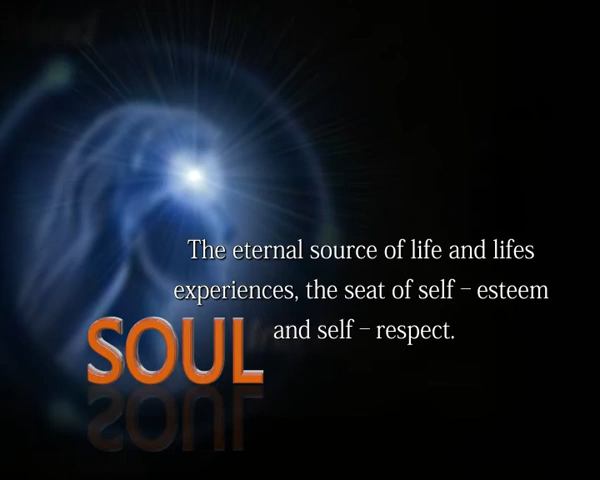 The eternal source of life and lifes
experiences, the seat of self – esteem
and self – respect.
SOUL